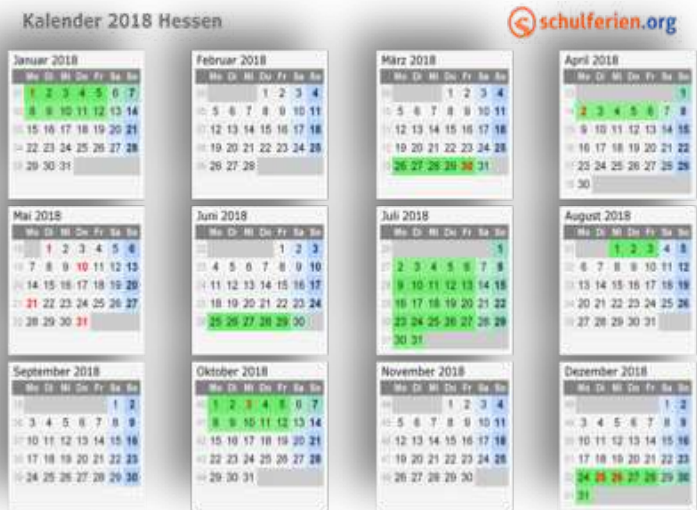 Kalender 2018 Hessen
schulferien.org
Januar 2018
Mo Di Mi Do Fr Sa So
1 2 3 4 5 6 7
8 9 10 11 12 13 14
15 16 17 18 19 20 21
22 23 24 25 26 27 28
29 30 31
Februar 2018
Mo Di Mi Do Fr Sa So
1 2 3 4
5 6 7 8 9 10 11
12 13 14 15 16 17 18
19 20 21 22 23 24 25
26 27 28
März 2018
Mo Di Mi Do Fr Sa So
1 2 3 4
5 6 7 8 9 10 11
12 13 14 15 16 17 18
19 20 21 22 23 24 25
26 27 28 29 30 31
April 2018
Mo Di Mi Do Fr Sa So
1
2 3 4 5 6 7 8
9 10 11 12 13 14 15
16 17 18 19 20 21 22
23 24 25 26 27 28 29
30
Mai 2018
Mo Di Mi Do Fr Sa So
1 2 3 4 5 6
7 8 9 10 11 12 13
14 15 16 17 18 19 20
21 22 23 24 25 26 27
28 29 30 31
Juni 2018
Mo Di Mi Do Fr Sa So
1 2 3
4 5 6 7 8 9 10
11 12 13 14 15 16 17
18 19 20 21 22 23 24
25 26 27 28 29 30
Juli 2018
Mo Di Mi Do Fr Sa So
1
2 3 4 5 6 7 8
9 10 11 12 13 14 15
16 17 18 19 20 21 22
23 24 25 26 27 28 29
30 31
August 2018
Mo Di Mi Do Fr Sa So
1 2 3 4 5
6 7 8 9 10 11 12
13 14 15 16 17 18 19
20 21 22 23 24 25 26
27 28 29 30 31
September 2018
Mo Di Mi Do Fr Sa So
1 2
3 4 5 6 7 8 9
10 11 12 13 14 15 16
17 18 19 20 21 22 23
24 25 26 27 28 29 30
Oktober 2018
Mo Di Mi Do Fr Sa So
1 2 3 4 5 6 7
8 9 10 11 12 13 14
15 16 17 18 19 20 21
22 23 24 25 26 27 28
29 30 31
November 2018
Mo Di Mi Do Fr Sa So
1 2 3 4
5 6 7 8 9 10 11
12 13 14 15 16 17 18
19 20 21 22 23 24 25
26 27 28 29 30
Dezember 2018
Mo Di Mi Do Fr Sa So
1 2
3 4 5 6 7 8 9
10 11 12 13 14 15 16
17 18 19 20 21 22 23
24 25 26 27 28 29 30
31